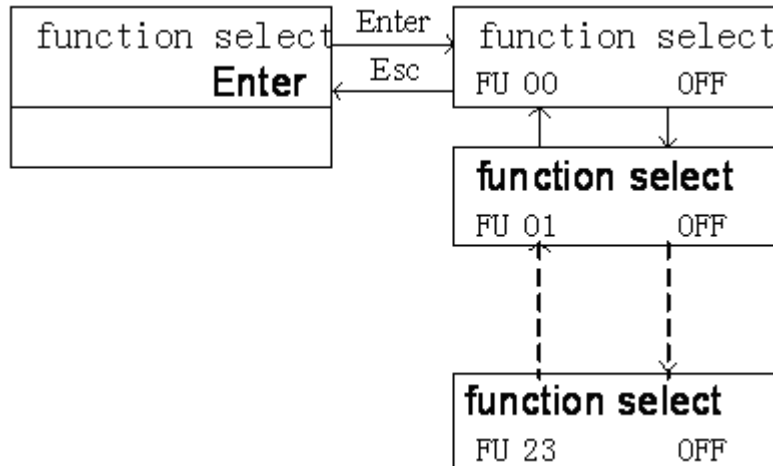 function select
Enter
Enter
Esc
function select
FU 00 OFF
function select
FU 01 OFF
function select
FU 23 OFF